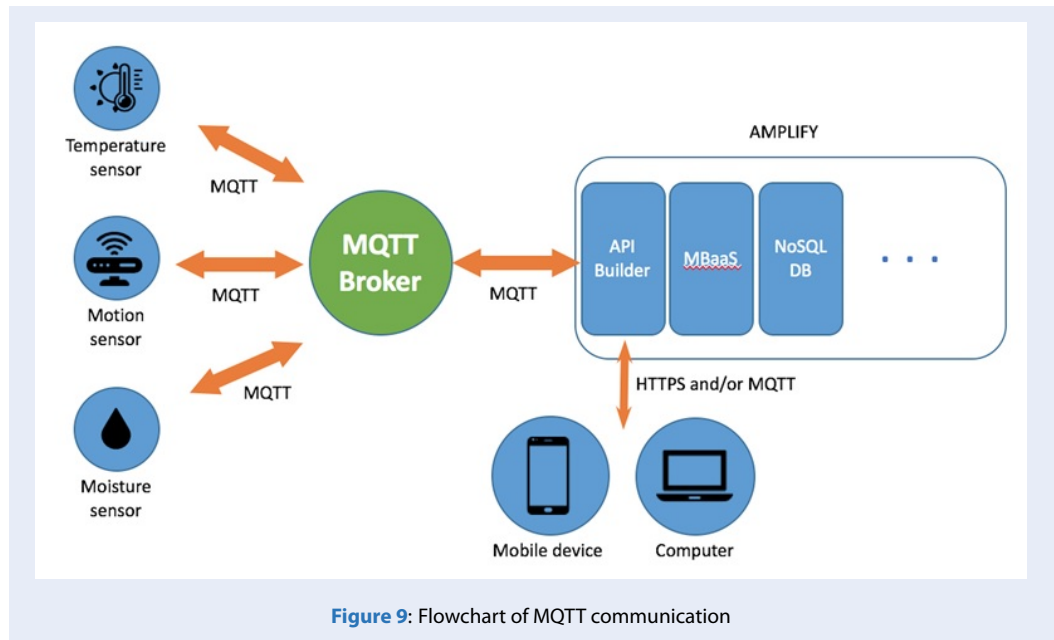 Temperature
sensor
MQTT
Motion
sensor
MQTT
Moisture
sensor
MQTT
MQTT
Broker
MQTT
AMPLIFY
API
Builder
MBaaS
NoSQL
DB
. . .
HTTPS and/or MQTT
Mobile device
Computer
Figure 9: Flowchart of MQTT communication